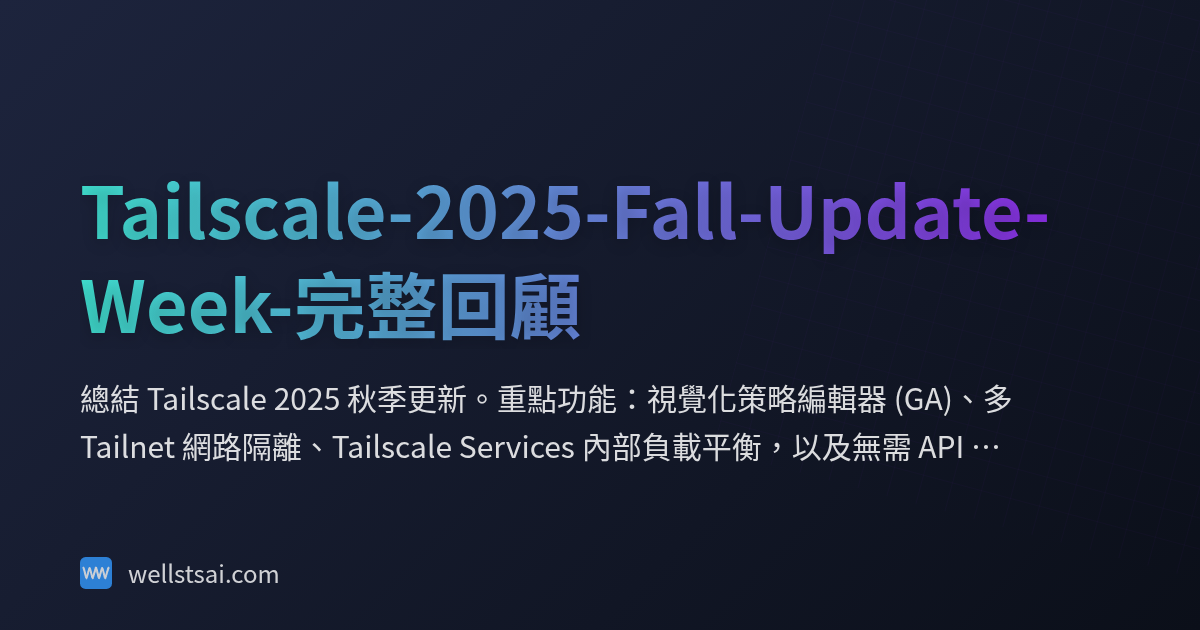 Tailscale-2025-Fall-Update-
Week-完整回顧
總結 Tailscale 2025 秋季更新。重點功能：視覺化策略編輯器 (GA)、多
Tailnet 網路隔離、Tailscale Services 內部負載平衡，以及無需 API …
wellstsai.com